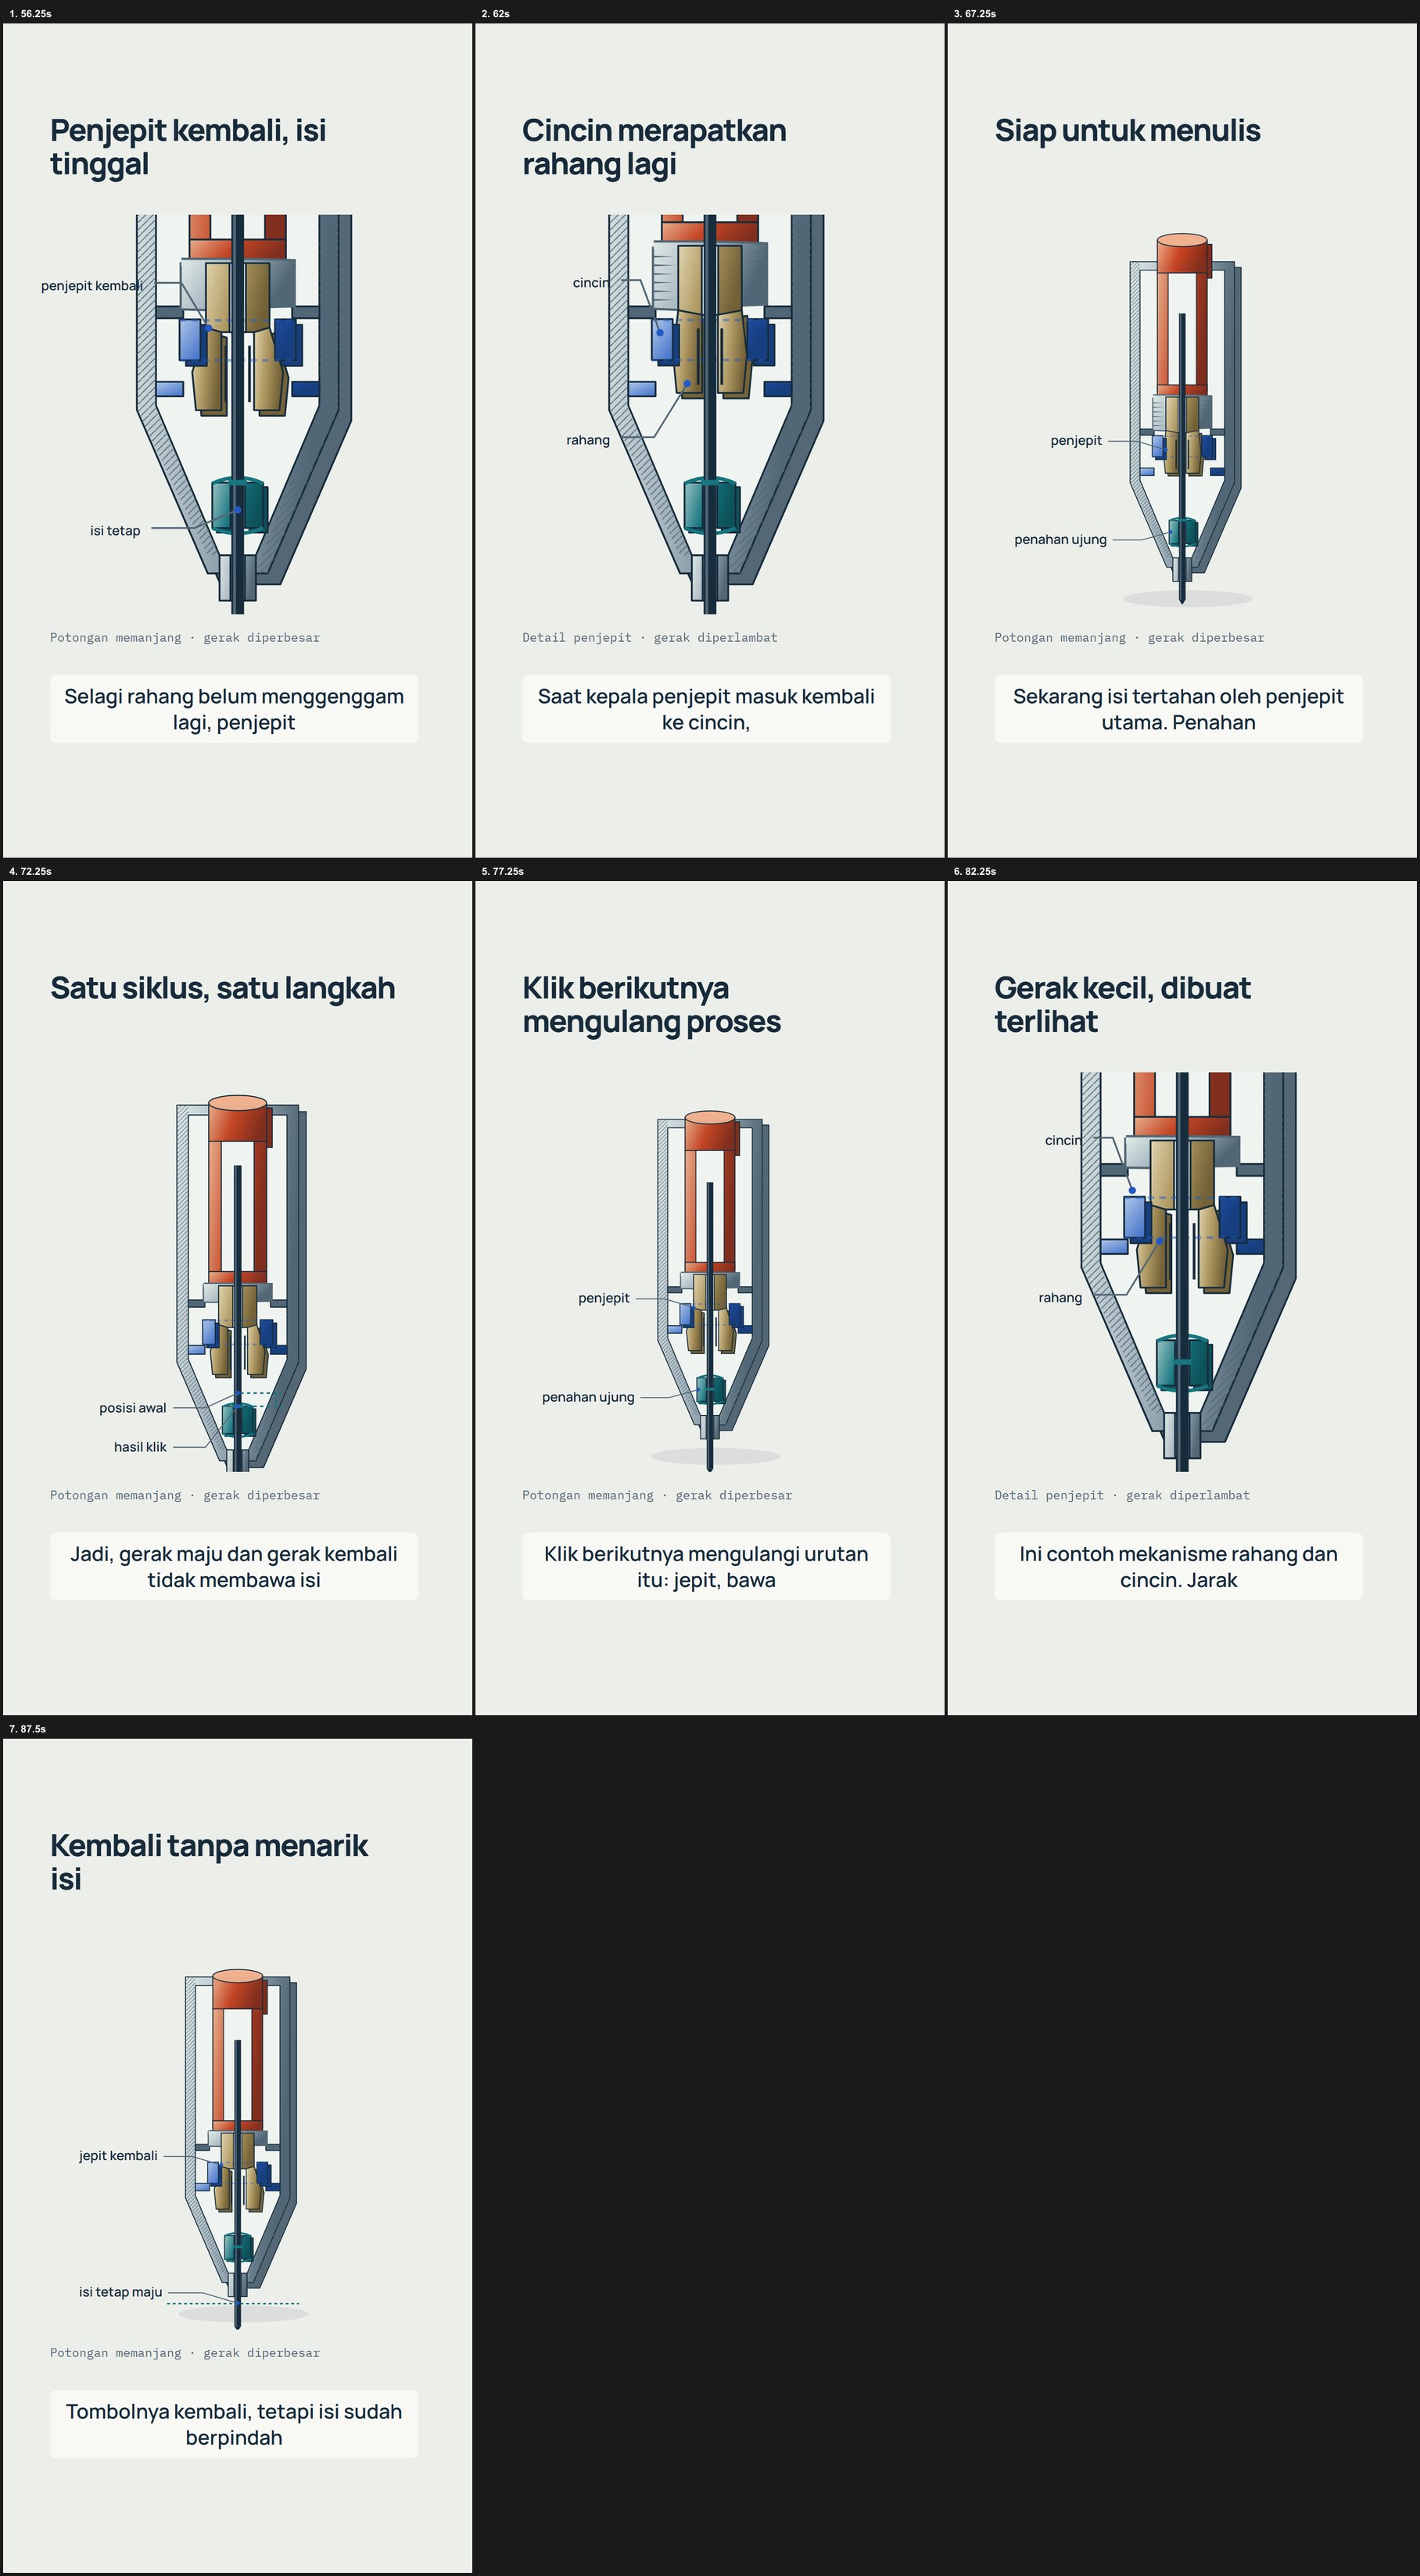 1. 56.25s
Penjepit kembali, isi
tinggal
penjepit kembali
isi tetap
Potongan memanjang · gerak diperbesar
Selagi rahang belum menggenggam
lagi, penjepit
2. 62s
Cincin merapatkan
rahang lagi
cincin
rahang
Detail penjepit · gerak diperlambat
Saat kepala penjepit masuk kembali
ke cincin,
3. 67.25s
Siap untuk menulis
penjepit
penahan ujung
Potongan memanjang · gerak diperbesar
Sekarang isi tertahan oleh penjepit
utama. Penahan
4. 72.25s
Satu siklus, satu langkah
posisi awal
hasil klik
Potongan memanjang · gerak diperbesar
Jadi, gerak maju dan gerak kembali
tidak membawa isi
5. 77.25s
Klik berikutnya
mengulang proses
penjepit
penahan ujung
Potongan memanjang · gerak diperbesar
Klik berikutnya mengulangi urutan
itu: jepit, bawa
6. 82.25s
Gerak kecil, dibuat
terlihat
cincin
rahang
Detail penjepit · gerak diperlambat
Ini contoh mekanisme rahang dan
cincin. Jarak
7. 87.5s
Kembali tanpa menarik
isi
jepit kembali
isi tetap maju
Potongan memanjang · gerak diperbesar
Tombolnya kembali, tetapi isi sudah
berpindah